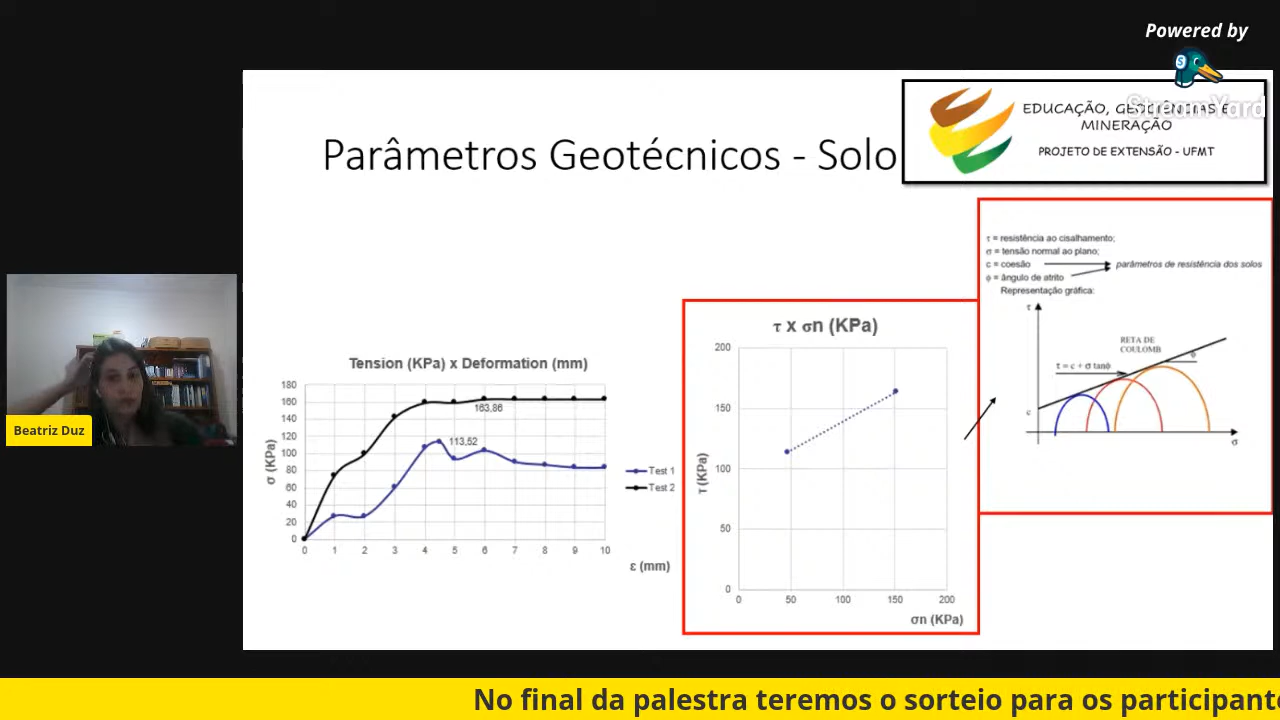 Powered by
StreamYard
EDUCAÇÃO, GEOCIÊNCIAS E
MINERAÇÃO
PROJETO DE EXTENSÃO - UFMT
Parâmetros Geotécnicos - Solo
τ = resistência ao cisalhamento;
σ = tensão normal ao plano;
c = coesão
parâmetros de resistência dos solos
ϕ = ângulo de atrito
Representação gráfica:
τ
RETA DE
COULOMB
ϕ
τ = c + σ tanϕ
c
σ
τ x σn (KPa)
200
150
100
50
0
0 50 100 150 200
τ (KPa)
σn (KPa)
Tension (KPa) x Deformation (mm)
180
160
140
120
100
80
60
40
20
0
0 1 2 3 4 5 6 7 8 9 10
σ (KPa)
ε (mm)
163,86
113,52
Test 1
Test 2
Beatriz Duz
No final da palestra teremos o sorteio para os participante